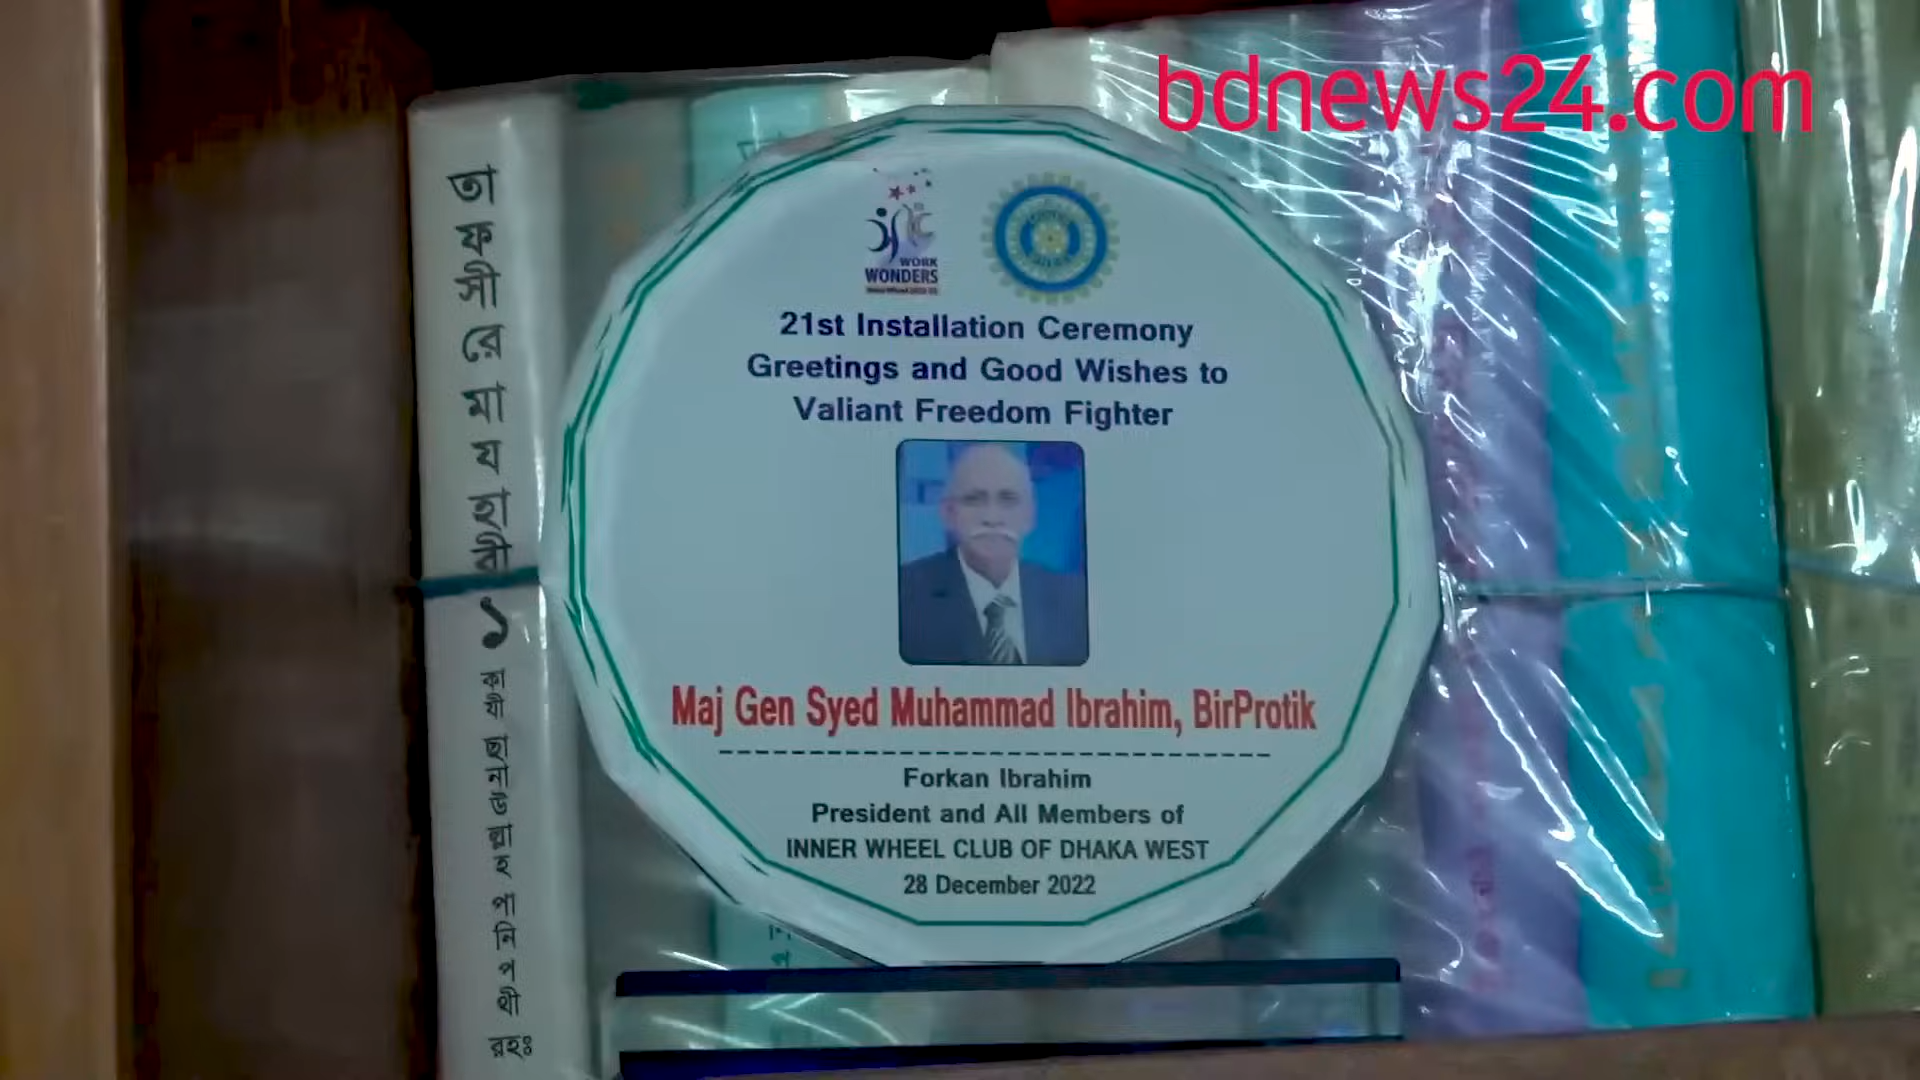 bdnews24.com
WORK
WONDERS
21st Installation Ceremony
Greetings and Good Wishes to
Valiant Freedom Fighter
Maj Gen Syed Muhammad Ibrahim, BirProtik
Forkan Ibrahim
President and All Members of
INNER WHEEL CLUB OF DHAKA WEST
28 December 2022
তাফসীরে মাযহারী
১
কাযী ছানাউল্লাহ পানিপথী রহঃ